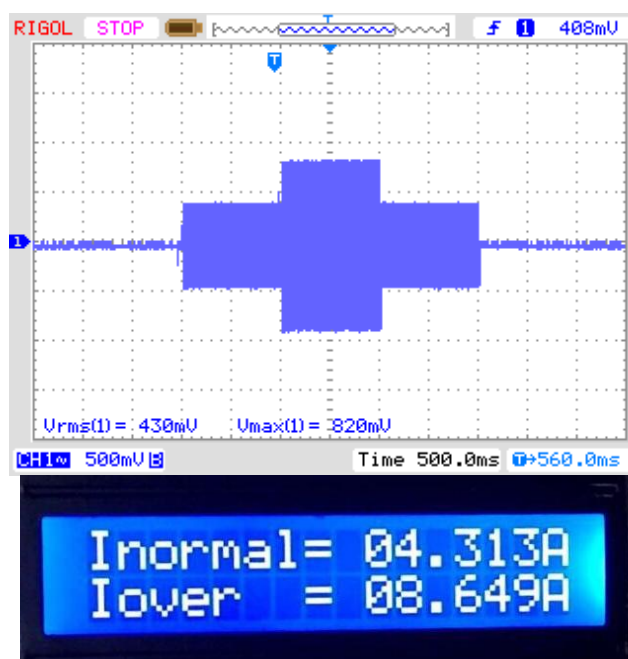 RIGOL STOP T f 1 408mV
T
1
Vrms(1)= 430mV Vmax(1)= 820mV
CH1~ 500mV B Time 500.0ms T→560.0ms
Inormal= 04.313A
Iover = 08.649A